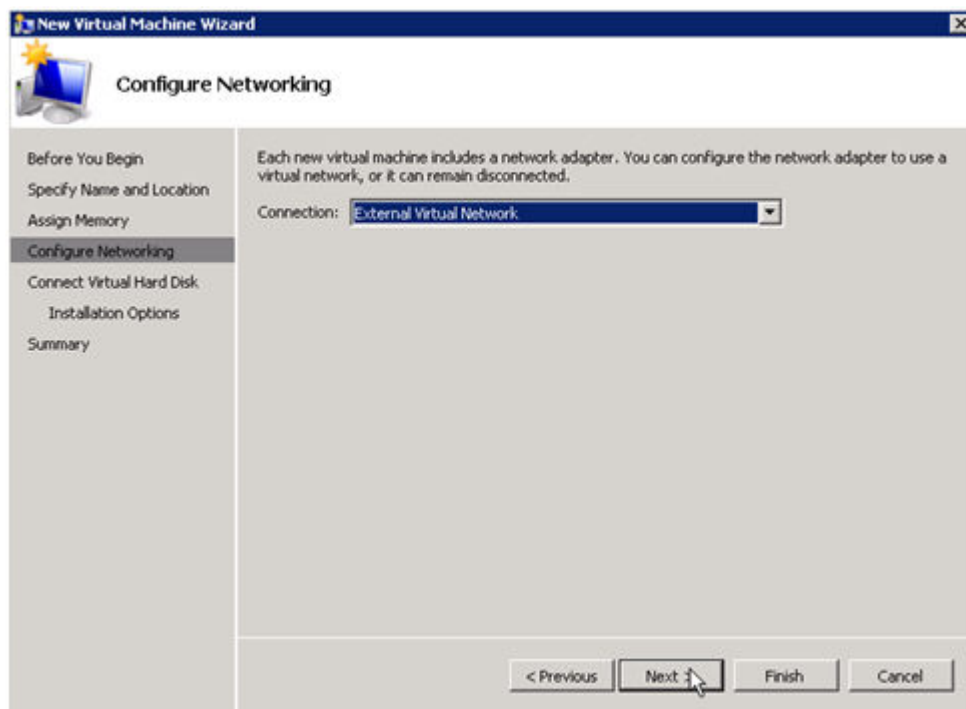 New Virtual Machine Wizard
Configure Networking
Before You Begin
Specify Name and Location
Assign Memory
Configure Networking
Connect Virtual Hard Disk
Installation Options
Summary
Each new virtual machine includes a network adapter. You can configure the network adapter to use a
virtual network, or it can remain disconnected.
Connection: External Virtual Network
< Previous
Next >
Finish
Cancel